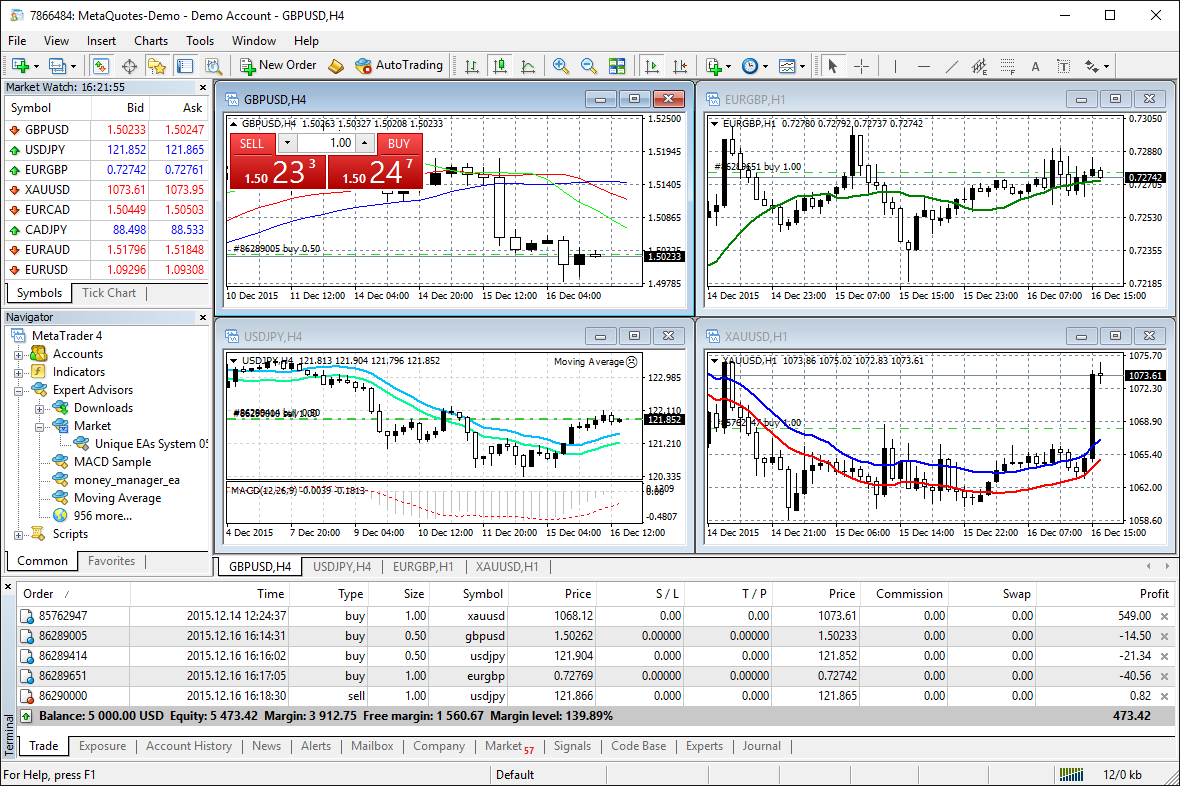 7866484: MetaQuotes-Demo - Demo Account - GBPUSD,H4
File View Insert Charts Tools Window Help
New Order AutoTrading
A T
Market Watch: 16:21:55
Symbol Bid Ask
GBPUSD 1.50233 1.50247
USDJPY 121.852 121.865
EURGBP 0.72742 0.72761
XAUUSD 1073.61 1073.95
EURCAD 1.50449 1.50503
CADJPY 88.498 88.533
EURAUD 1.51796 1.51848
EURUSD 1.09296 1.09308
Symbols Tick Chart
Navigator
MetaTrader 4
Accounts
Indicators
Expert Advisors
Downloads
Market
Unique EAs System 05
MACD Sample
money_manager_ea
Moving Average
956 more...
Scripts
Common Favorites
GBPUSD,H4
GBPUSD,H4 1.50263 1.50327 1.50208 1.50233
SELL 1.00 BUY
1.50 23 3 1.50 24 7
#86289005 buy 0.50
1.52500
1.51945
1.51405
1.50865
1.50233
1.49785
10 Dec 2015 11 Dec 12:00 14 Dec 04:00 14 Dec 20:00 15 Dec 12:00 16 Dec 04:00
EURGBP,H1
EURGBP,H1 0.72780 0.72792 0.72737 0.72742
#86289651 buy 1.00
0.73050
0.72880
0.72742
0.72705
0.72530
0.72355
0.72185
14 Dec 2015 14 Dec 23:00 15 Dec 07:00 15 Dec 15:00 15 Dec 23:00 16 Dec 07:00 16 Dec 15:00
USDJPY,H4
USDJPY,H4 121.813 121.904 121.796 121.852
Moving Average
122.985
122.110
121.852
121.210
120.335
MACD(12,26,9) -0.0039 -0.1813
-0.4807
4 Dec 2015 7 Dec 20:00 9 Dec 04:00 10 Dec 12:00 11 Dec 20:00 15 Dec 04:00 16 Dec 12:00
XAUUSD,H1
XAUUSD,H1 1073.86 1075.02 1072.83 1073.61
#85762947 buy 1.00
1075.70
1073.61
1072.30
1068.90
1065.40
1062.00
1058.60
14 Dec 2015 14 Dec 21:00 15 Dec 06:00 15 Dec 14:00 15 Dec 22:00 16 Dec 07:00 16 Dec 15:00
GBPUSD,H4 USDJPY,H4 EURGBP,H1 XAUUSD,H1
Order / Time Type Size Symbol Price S / L T / P Price Commission Swap Profit
85762947 2015.12.14 12:24:37 buy 1.00 xauusd 1068.12 0.00 0.00 1073.61 0.00 0.00 549.00
86289005 2015.12.16 16:14:31 buy 0.50 gbpusd 1.50262 0.00000 0.00000 1.50233 0.00 0.00 -14.50
86289414 2015.12.16 16:16:02 buy 0.50 usdjpy 121.904 0.000 0.000 121.852 0.00 0.00 -21.34
86289651 2015.12.16 16:17:05 buy 1.00 eurgbp 0.72769 0.00000 0.00000 0.72742 0.00 0.00 -40.56
86290000 2015.12.16 16:18:30 sell 1.00 usdjpy 121.866 0.000 0.000 121.865 0.00 0.00 0.82
Balance: 5 000.00 USD Equity: 5 473.42 Margin: 3 912.75 Free margin: 1 560.67 Margin level: 139.89% 473.42
Terminal
Trade Exposure Account History News Alerts Mailbox Company Market 57 Signals Code Base Experts Journal
For Help, press F1 Default 12/0 kb